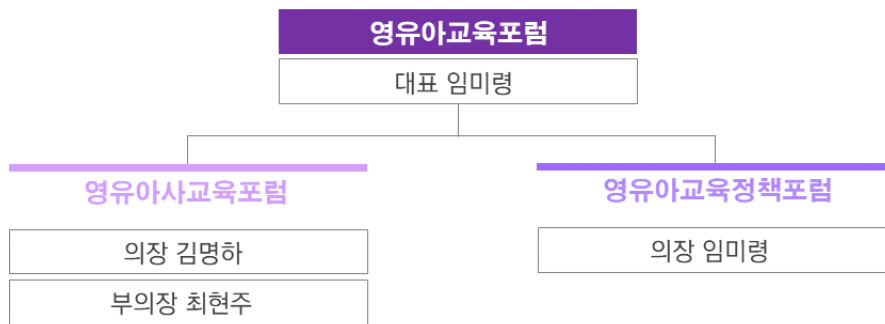 영유아교육포럼
대표 임미령
영유아사교육포럼
의장 김명하
부의장 최현주
영유아교육정책포럼
의장 임미령